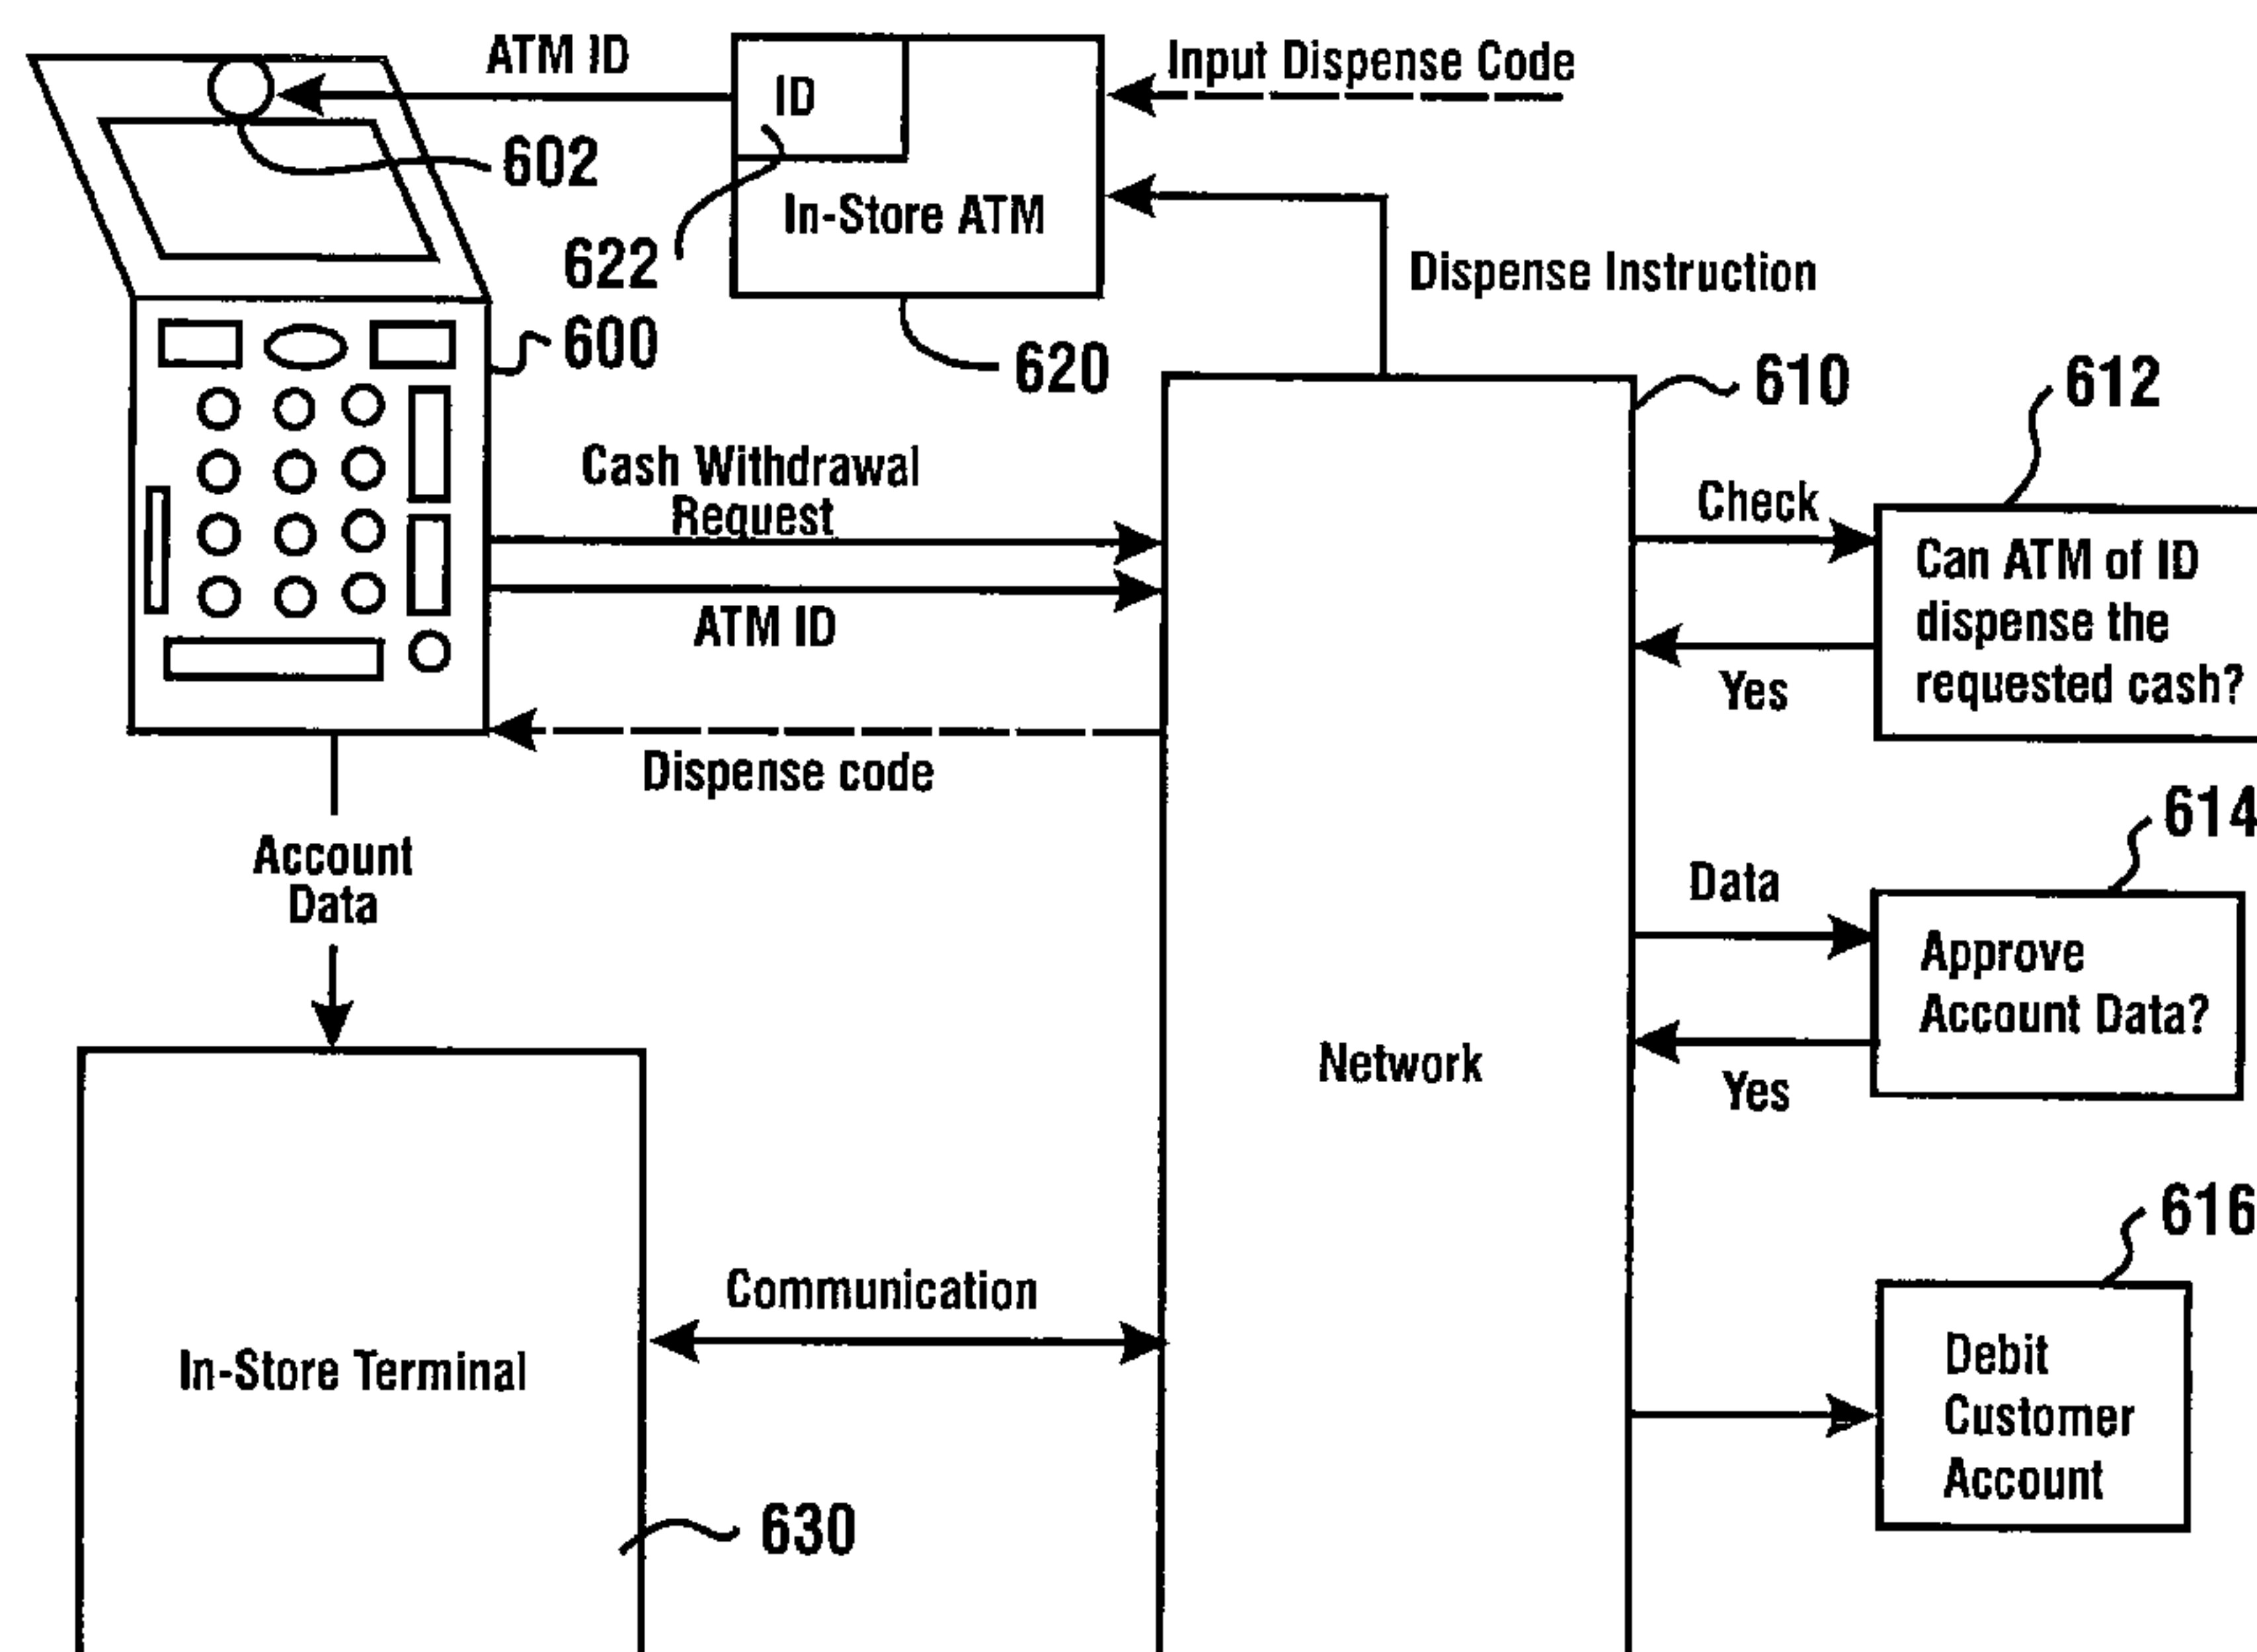 ATM ID
ID
Input Dispense Code
602
622
In-Store ATM
Dispense Instruction
600
620
610
612
Cash Withdrawal
Request
ATM ID
Check
Can ATM of ID
dispense the
requested cash?
Yes
Dispense code
614
Account
Data
Data
Approve
Account Data?
Yes
Network
616
Communication
In-Store Terminal
Debit
Customer
Account
630